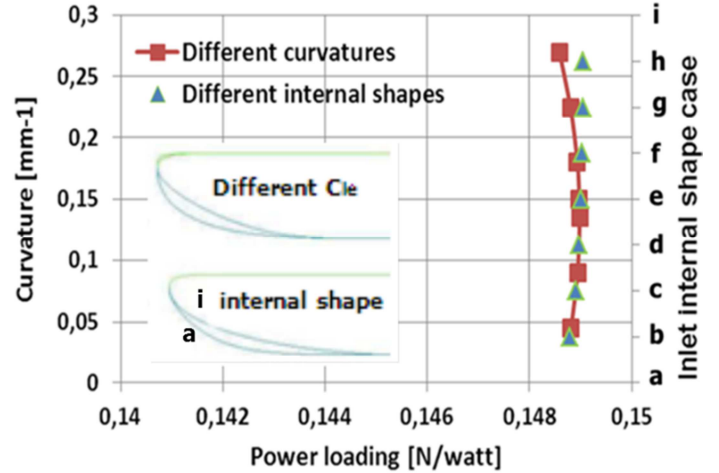 0,3
0,25
0,2
0,15
0,1
0,05
0
Curvature [mm-1]
Different curvatures
Different internal shapes
Different Cle
i internal shape
a
0,14 0,142 0,144 0,146 0,148 0,15
Power loading [N/watt]
i
h
g
f
e
d
c
b
a
Inlet internal shape case